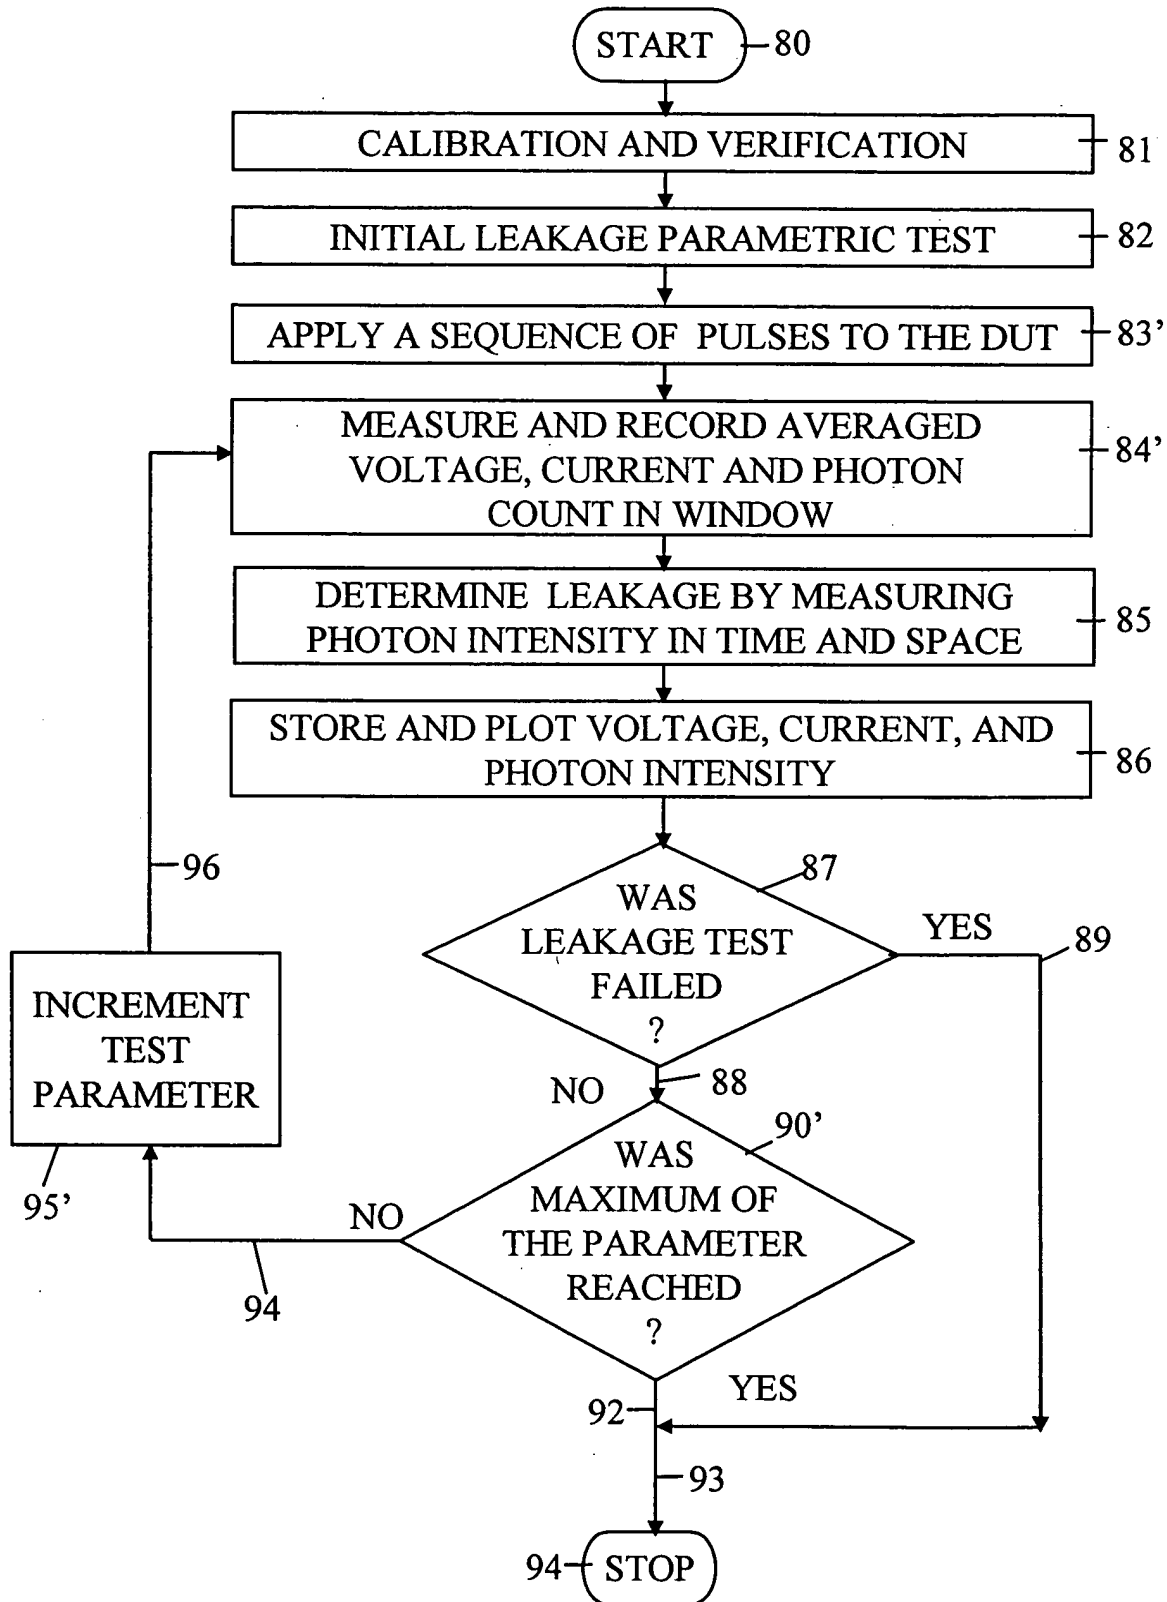 START
80
CALIBRATION AND VERIFICATION
81
INITIAL LEAKAGE PARAMETRIC TEST
82
APPLY A SEQUENCE OF PULSES TO THE DUT
83’
MEASURE AND RECORD AVERAGED
VOLTAGE, CURRENT AND PHOTON
COUNT IN WINDOW
84’
DETERMINE LEAKAGE BY MEASURING
PHOTON INTENSITY IN TIME AND SPACE
85
STORE AND PLOT VOLTAGE, CURRENT, AND
PHOTON INTENSITY
86
96
87
WAS
LEAKAGE TEST
FAILED
?
YES
89
INCREMENT
TEST
PARAMETER
95’
NO
88
90’
WAS
MAXIMUM OF
THE PARAMETER
REACHED
?
NO
94
YES
92
93
94
STOP